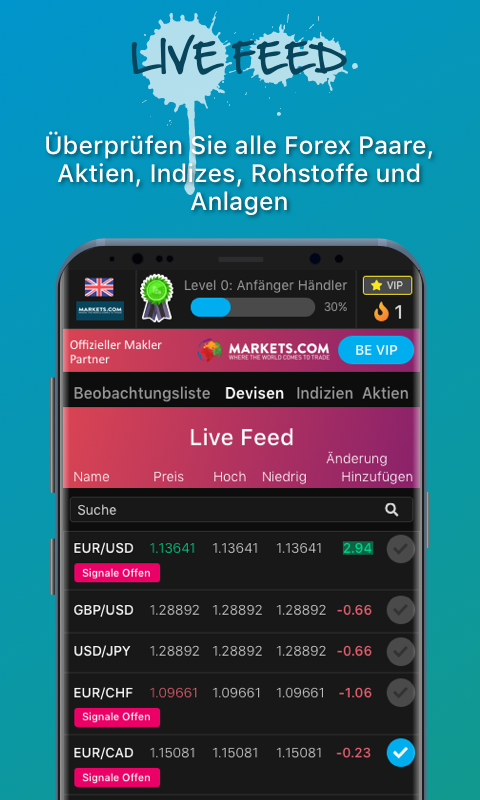 LIVE FEED
Überprüfen Sie alle Forex Paare,
Aktien, Indizes, Rohstoffe und
Anlagen
Level 0: Anfänger Händler
VIP
MARKETS.COM
30%
1
Offizieller Makler
Partner
MARKETS.COM
WHERE THE WORLD COMES TO TRADE
BE VIP
Beobachtungsliste Devisen Indizien Aktien
Live Feed
Änderung
Name Preis Hoch Niedrig Hinzufügen
Suche
EUR/USD 1.13641 1.13641 1.13641 2.94
Signale Offen
GBP/USD 1.28892 1.28892 1.28892 -0.66
USD/JPY 1.28892 1.28892 1.28892 -0.66
EUR/CHF 1.09661 1.09661 1.09661 -1.06
Signale Offen
EUR/CAD 1.15081 1.15081 1.15081 -0.23
Signale Offen